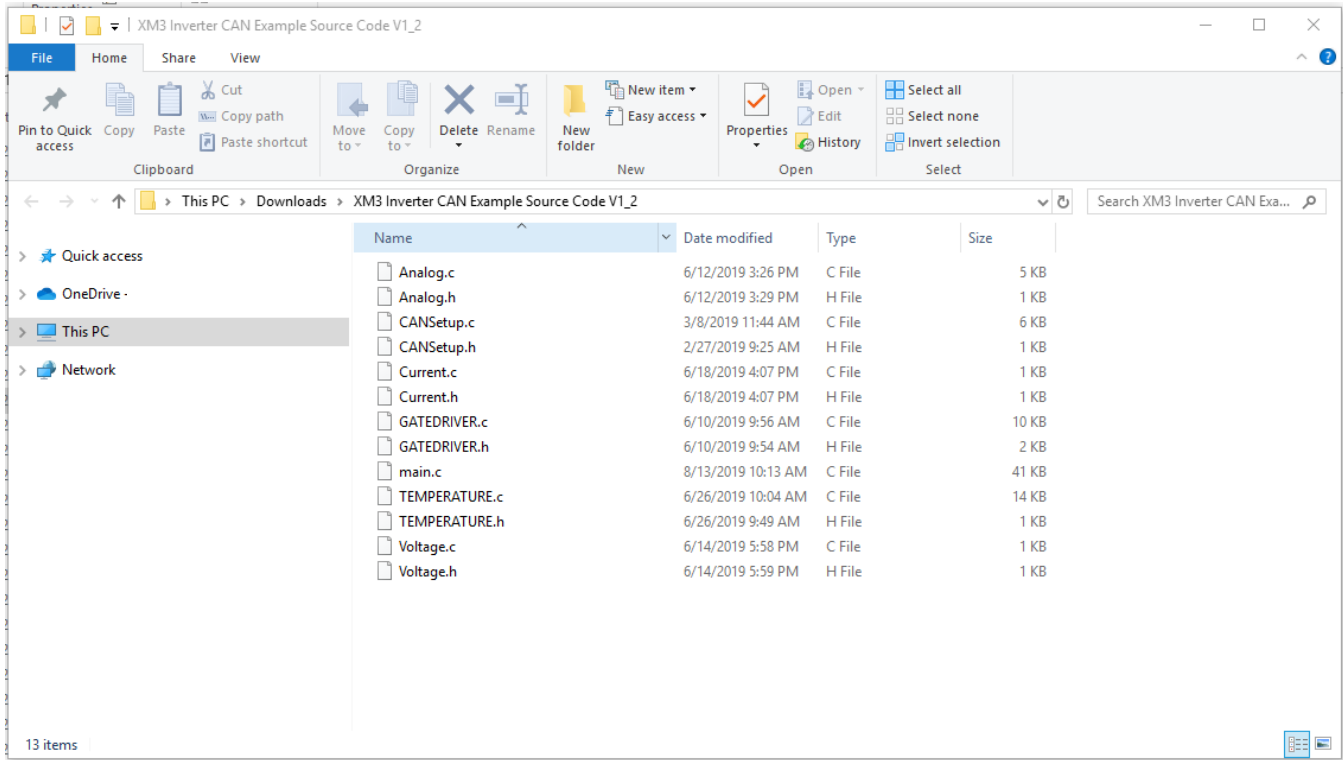 XM3 Inverter CAN Example Source Code V1_2
File Home Share View
Pin to Quick access
Copy
Paste
Cut
Copy path
Paste shortcut
Clipboard
Move to
Copy to
Delete
Rename
Organize
New folder
New item
Easy access
New
Properties
Open
Edit
History
Open
Select all
Select none
Invert selection
Select
This PC > Downloads > XM3 Inverter CAN Example Source Code V1_2
Search XM3 Inverter CAN Exa...
Quick access
OneDrive -
This PC
Network
Name Date modified Type Size
Analog.c 6/12/2019 3:26 PM C File 5 KB
Analog.h 6/12/2019 3:29 PM H File 1 KB
CANSetup.c 3/8/2019 11:44 AM C File 6 KB
CANSetup.h 2/27/2019 9:25 AM H File 1 KB
Current.c 6/18/2019 4:07 PM C File 1 KB
Current.h 6/18/2019 4:07 PM H File 1 KB
GATEDRIVER.c 6/10/2019 9:56 AM C File 10 KB
GATEDRIVER.h 6/10/2019 9:54 AM H File 2 KB
main.c 8/13/2019 10:13 AM C File 41 KB
TEMPERATURE.c 6/26/2019 10:04 AM C File 14 KB
TEMPERATURE.h 6/26/2019 9:49 AM H File 1 KB
Voltage.c 6/14/2019 5:58 PM C File 1 KB
Voltage.h 6/14/2019 5:59 PM H File 1 KB
13 items